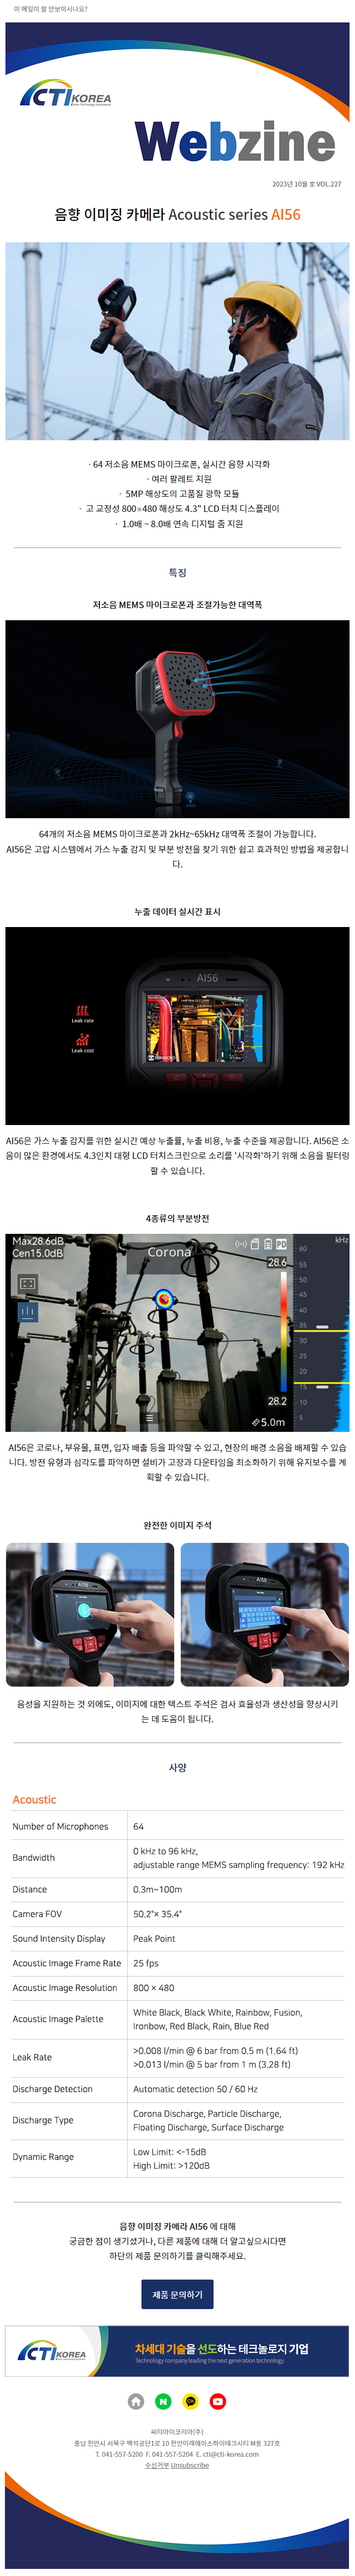 이 메일이 잘 안보이시나요?
CTI KOREA
Webzine
2023년 10월 호 VOL.227
음향 이미징 카메라 Acoustic series AI56
· 64 저소음 MEMS 마이크로폰, 실시간 음향 시각화
· 여러 팔레트 지원
· 5MP 해상도의 고품질 광학 모듈
· 고 교정성 800×480 해상도 4.3" LCD 터치 디스플레이
· 1.0배 ~ 8.0배 연속 디지털 줌 지원
특징
저소음 MEMS 마이크로폰과 조절가능한 대역폭
64개의 저소음 MEMS 마이크로폰과 2kHz~65kHz 대역폭 조절이 가능합니다.
AI56은 고압 시스템에서 가스 누출 감지 및 부분 방전을 찾기 위한 쉽고 효과적인 방법을 제공합니
다.
누출 데이터 실시간 표시
AI56
Leak rate
Leak cost
AI56은 가스 누출 감지를 위한 실시간 예상 누출률, 누출 비용, 누출 수준을 제공합니다. AI56은 소
음이 많은 환경에서도 4.3인치 대형 LCD 터치스크린으로 소리를 '시각화'하기 위해 소음을 필터링
할 수 있습니다.
4종류의 부분방전
Max28.6dB
Cen15.0dB
Corona
PD
kHz
28.6
60
55
50
45
40
35
30
25
20
15
10
5
28.2
5.0m
AI56은 코로나, 부유물, 표면, 입자 배출 등을 파악할 수 있고, 현장의 배경 소음을 배제할 수 있습
니다. 방전 유형과 심각도를 파악하면 설비가 고장과 다운타임을 최소화하기 위해 유지보수를 계
획할 수 있습니다.
완전한 이미지 주석
AI56
AI56
음성을 지원하는 것 외에도, 이미지에 대한 텍스트 주석은 검사 효율성과 생산성을 향상시키
는 데 도움이 됩니다.
사양
Acoustic
Number of Microphones 64
Bandwidth 0 kHz to 96 kHz,
adjustable range MEMS sampling frequency: 192 kHz
Distance 0.3m~100m
Camera FOV 50.2°× 35.4°
Sound Intensity Display Peak Point
Acoustic Image Frame Rate 25 fps
Acoustic Image Resolution 800 × 480
Acoustic Image Palette White Black, Black White, Rainbow, Fusion,
Ironbow, Red Black, Rain, Blue Red
Leak Rate >0.008 l/min @ 6 bar from 0.5 m (1.64 ft)
>0.013 l/min @ 5 bar from 1 m (3.28 ft)
Discharge Detection Automatic detection 50 / 60 Hz
Discharge Type Corona Discharge, Particle Discharge,
Floating Discharge, Surface Discharge
Dynamic Range Low Limit: <-15dB
High Limit: >120dB
음향 이미징 카메라 AI56 에 대해
궁금한 점이 생기셨거나, 다른 제품에 대해 더 알고싶으시다면
하단의 제품 문의하기를 클릭해주세요.
제품 문의하기
CTI KOREA
차세대 기술을 선도하는 테크놀로지 기업
Technology company leading the next generation technology
씨티아이코리아(주)
충남 천안시 서북구 백석공단1로 10 천안미래에이스하이테크시티 M동 327호
T. 041-557-5200 F. 041-557-5204 E. cti@cti-korea.com
수신거부 Unsubscribe